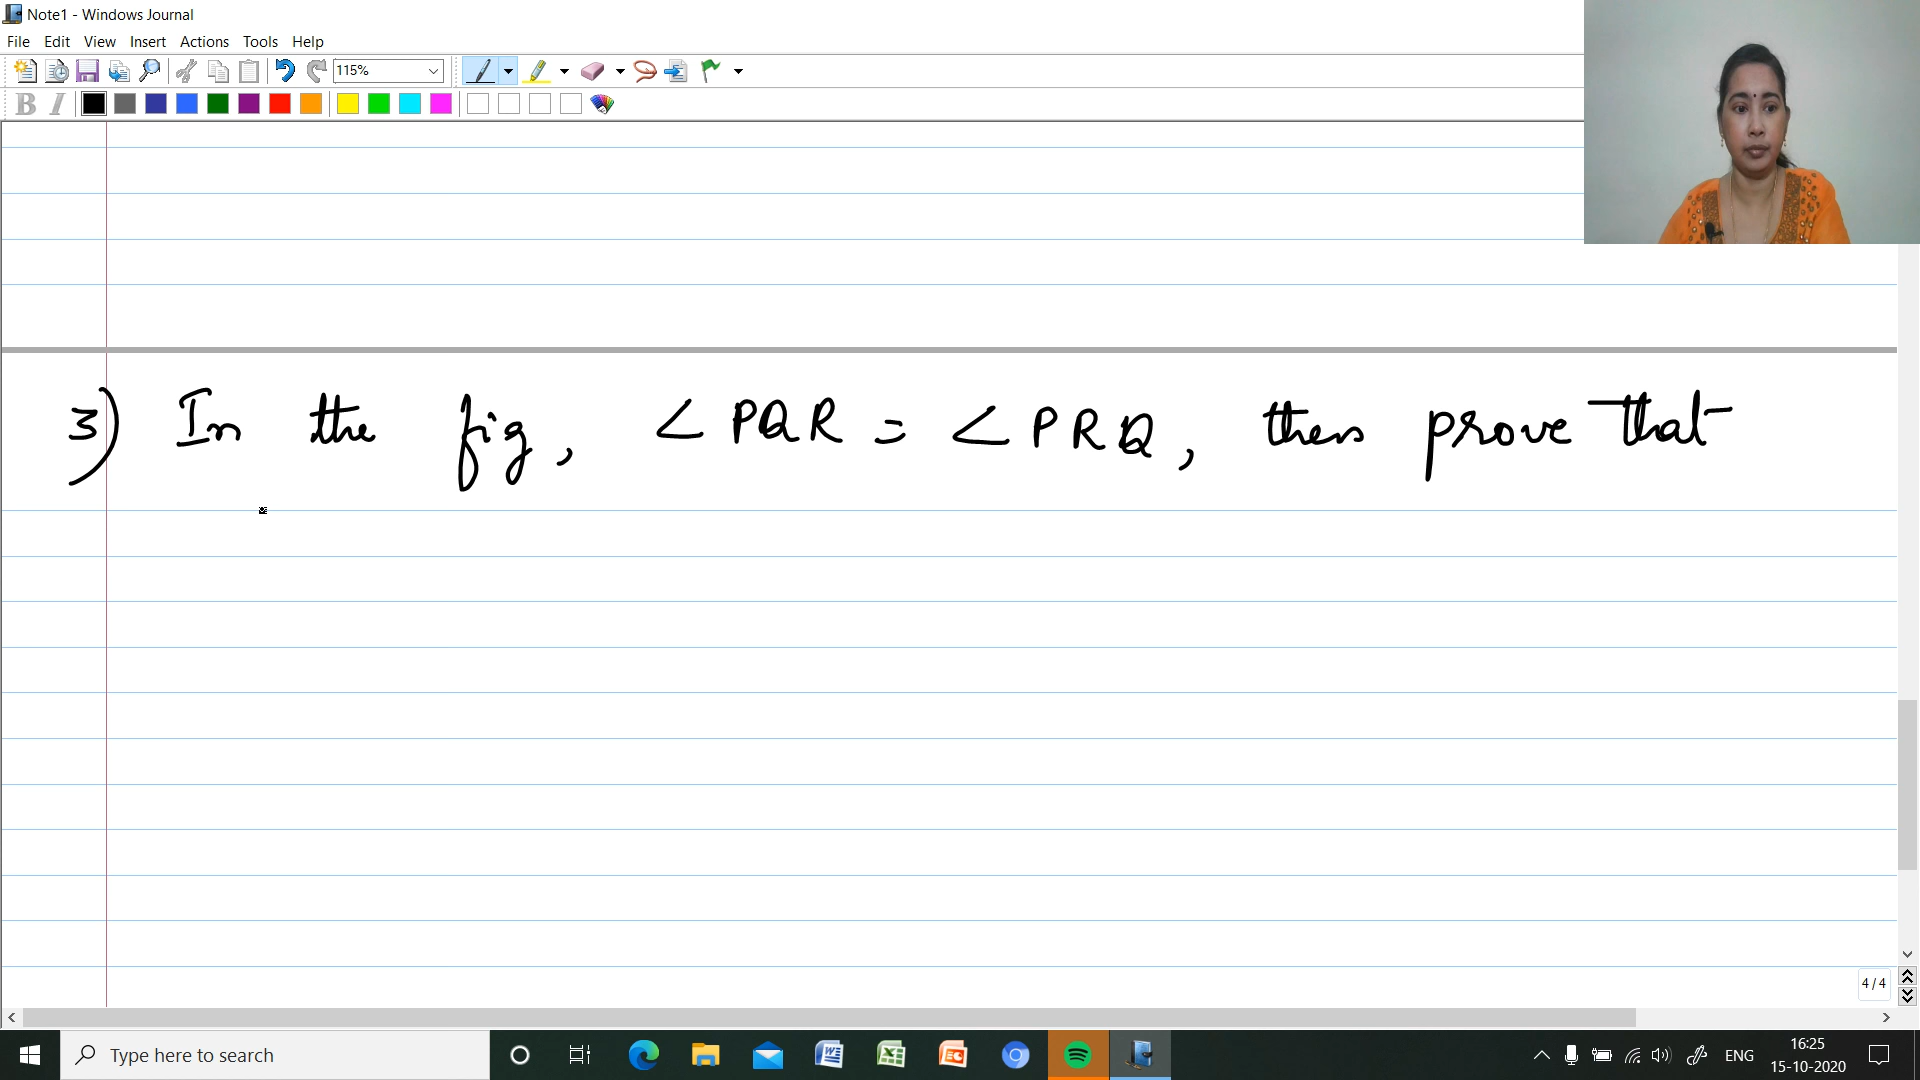 Note1 - Windows Journal
File Edit View Insert Actions Tools Help
115%
B I
3) In the fig, ∠PQR = ∠PRQ, then prove that
4 / 4
Type here to search
ENG
16:25
15-10-2020